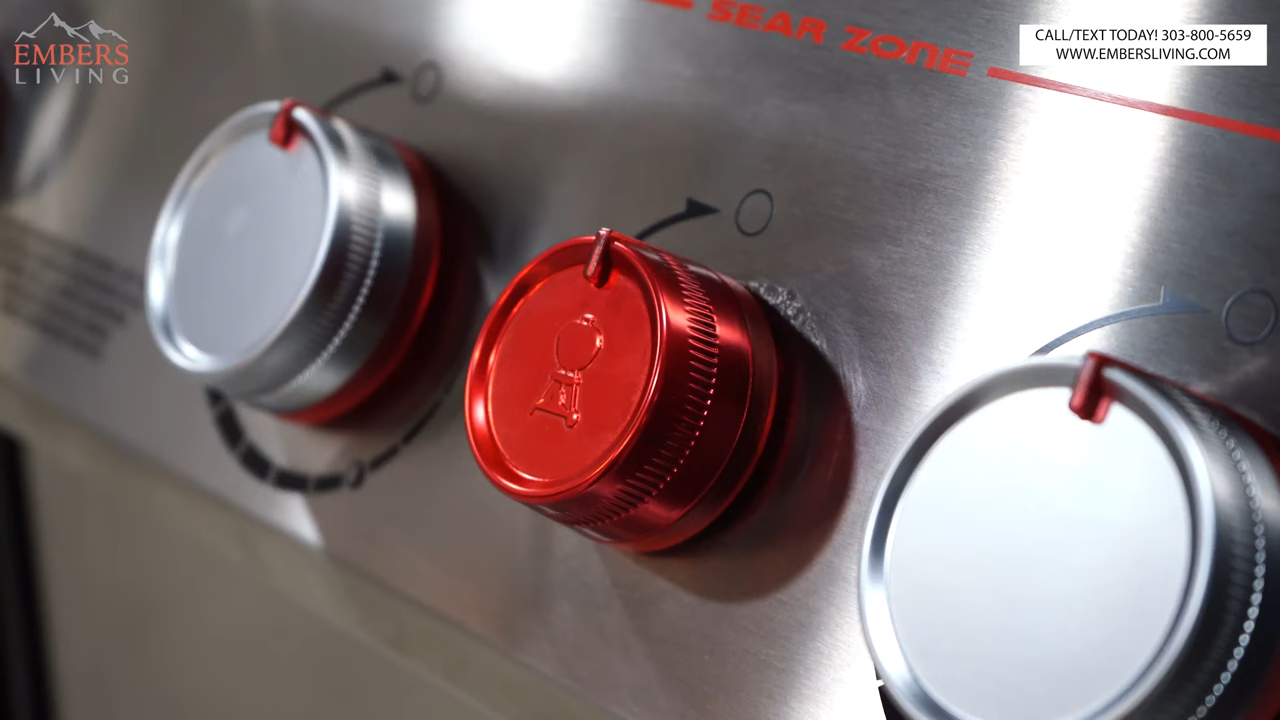 EMBERS
LIVING
SEAR ZONE
CALL/TEXT TODAY! 303-800-5659
WWW.EMBERSLIVING.COM